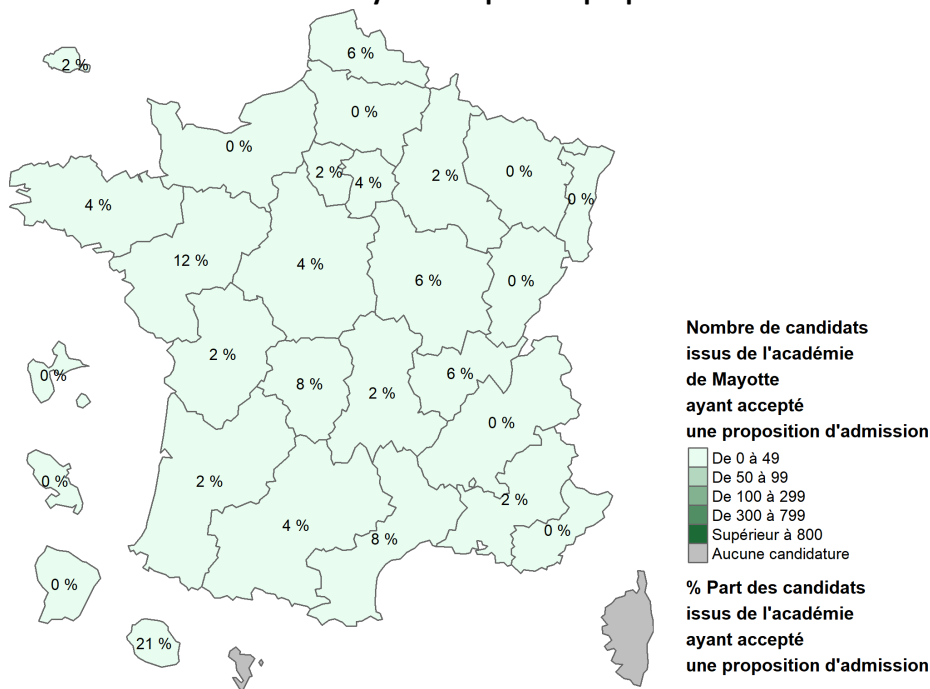 6 %
2 %
0 %
0 %
2 %
4 %
2 %
0 %
0 %
4 %
12 %
4 %
6 %
0 %
2 %
8 %
2 %
6 %
0 %
0 %
0 %
2 %
2 %
4 %
8 %
0 %
0 %
21 %
Nombre de candidats
issus de l'académie
de Mayotte
ayant accepté
une proposition d'admission
De 0 à 49
De 50 à 99
De 100 à 299
De 300 à 799
Supérieur à 800
Aucune candidature
% Part des candidats
issus de l'académie
ayant accepté
une proposition d'admission